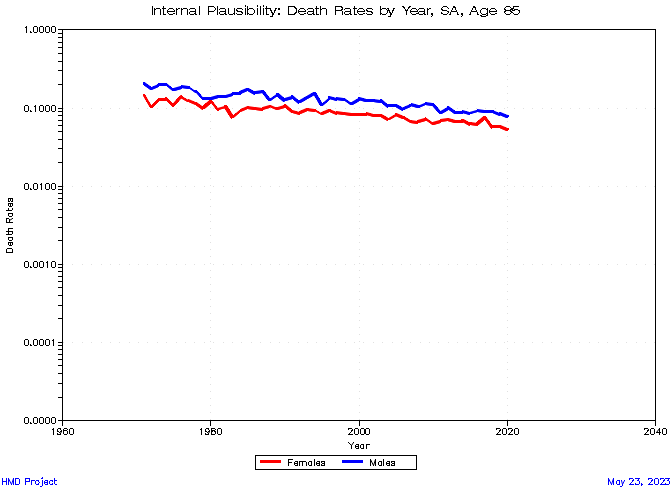 Internal Plausibility: Death Rates by Year, SA, Age 85
1.0000
0.1000
0.0100
0.0010
0.0001
0.0000
Death Rates
1960 1980 2000 2020 2040
Year
Females Males
HMD Project
May 23, 2023